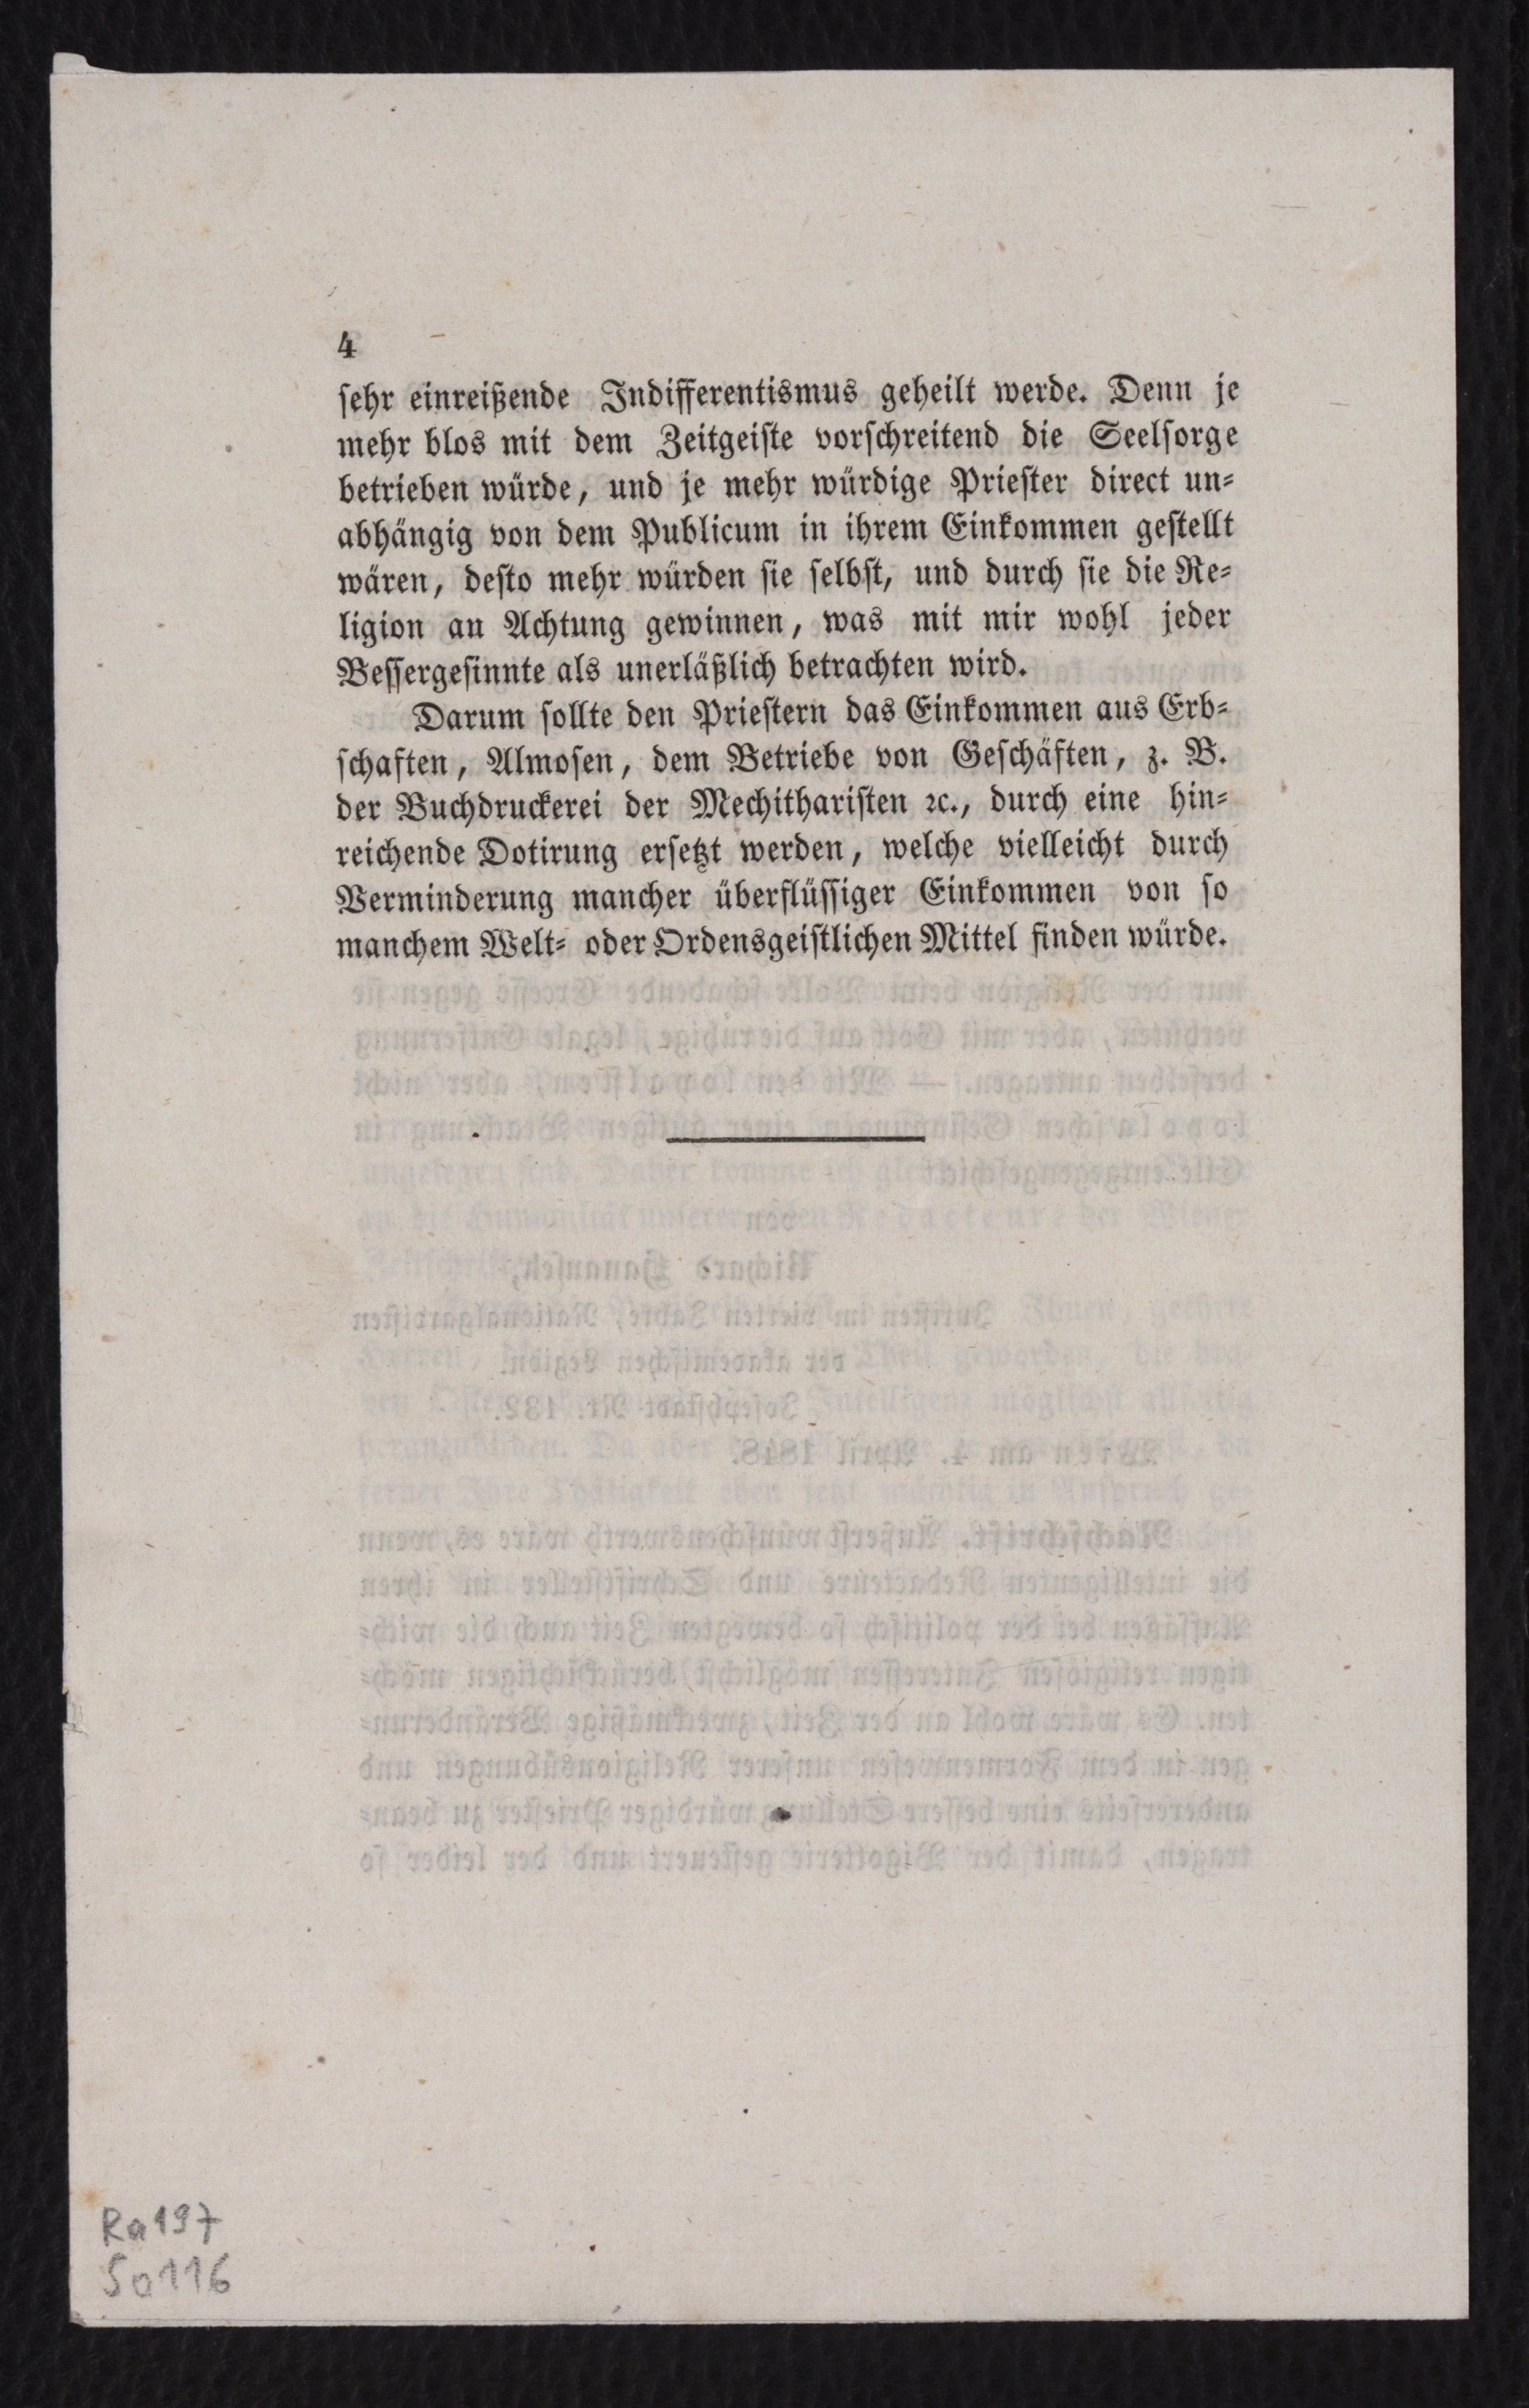 4
sehr einreißende Indifferentismus geheilt werde. Denn je
mehr blos mit dem Zeitgeiste vorschreitend die Seelsorge
betrieben würde, und je mehr würdige Priester direct un-
abhängig von dem Publicum in ihrem Einkommen gestellt
wären, desto mehr würden sie selbst, und durch sie die Re-
ligion an Achtung gewinnen, was mit mir wohl jeder
Bessergesinnte als unerläßlich betrachten wird.
Darum sollte den Priestern das Einkommen aus Erb-
schaften, Almosen, dem Betriebe von Geschäften, z. B.
der Buchdruckerei der Mechitharisten ꝛc., durch eine hin-
reichende Dotirung ersetzt werden, welche vielleicht durch
Verminderung mancher überflüssiger Einkommen von so
manchem Welt- oder Ordensgeistlichen Mittel finden würde.
Ra197
50116